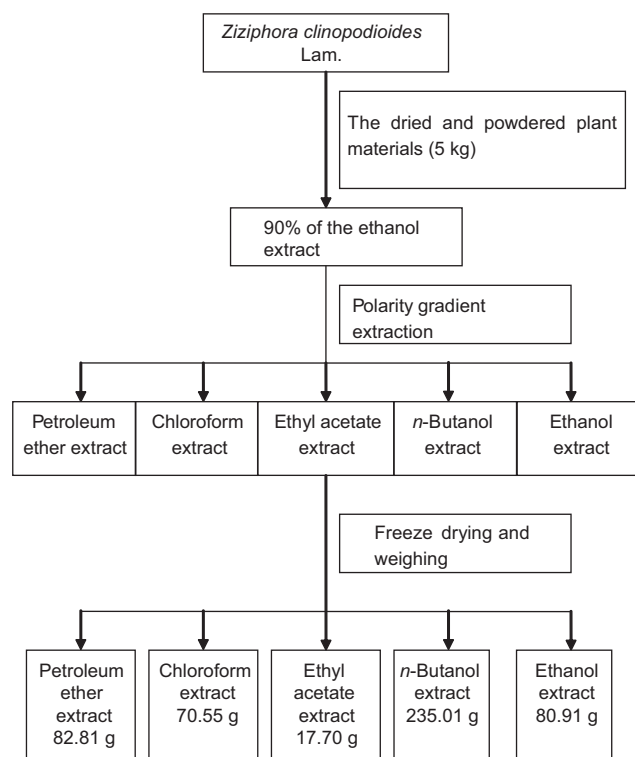 Ziziphora clinopodioides
Lam.
The dried and powdered plant
materials (5 kg)
90% of the ethanol
extract
Polarity gradient
extraction
Petroleum
ether extract
Chloroform
extract
Ethyl acetate
extract
n-Butanol
extract
Ethanol
extract
Freeze drying and
weighing
Petroleum
ether
extract
82.81 g
Chloroform
extract
70.55 g
Ethyl
acetate
extract
17.70 g
n-Butanol
extract
235.01 g
Ethanol
extract
80.91 g